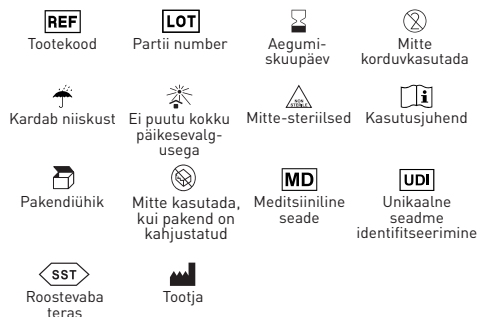 REF
LOT
2
Tootekood
Partii number
Aegumi-
skuupäev
Mitte
korduvkasutada
NON
STERILE
i
Kardab niiskust
Ei puutu kokku
päikesevalg-
usega
Mitte-steriilsed
Kasutusjuhend
MD
UDI
Pakendiühik
Mitte kasutada,
kui pakend on
kahjustatud
Meditsiiniline
seade
Unikaalne
seadme
identifitseerimine
SST
Roostevaba
teras
Tootja